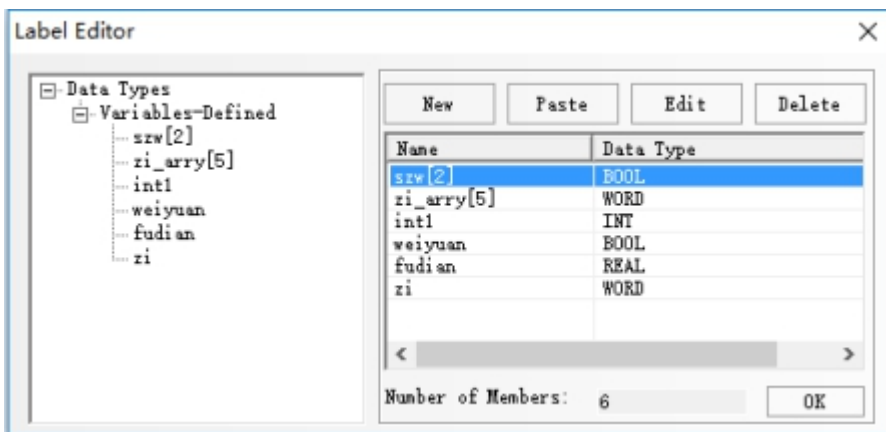 Label Editor
Data Types
Variables-Defined
szw[2]
zi_arry[5]
int1
weiyuan
fudian
zi
New Paste Edit Delete
Name Data Type
szw[2] BOOL
zi_arry[5] WORD
int1 INT
weiyuan BOOL
fudian REAL
zi WORD
Number of Members: 6 OK